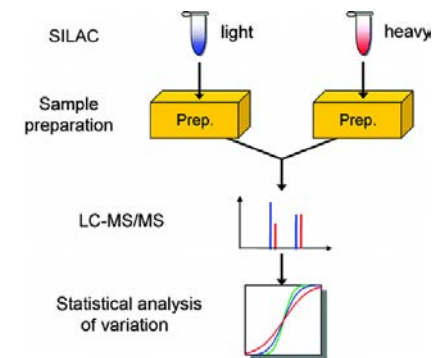 SILAC light heavy
Sample
preparation
Prep. Prep.
LC-MS/MS
Statistical analysis
of variation